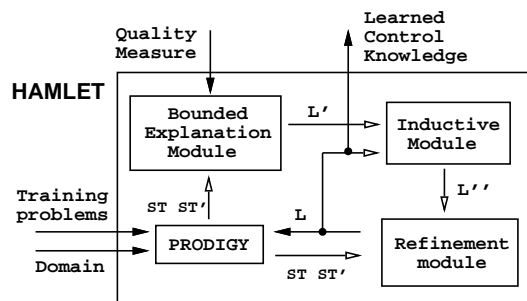 Quality
Measure
Learned
Control
Knowledge
HAMLET
Bounded
Explanation
Module
L'
Inductive
Module
Training
problems
ST ST'
L
L''
PRODIGY
Domain
ST ST'
Refinement
module